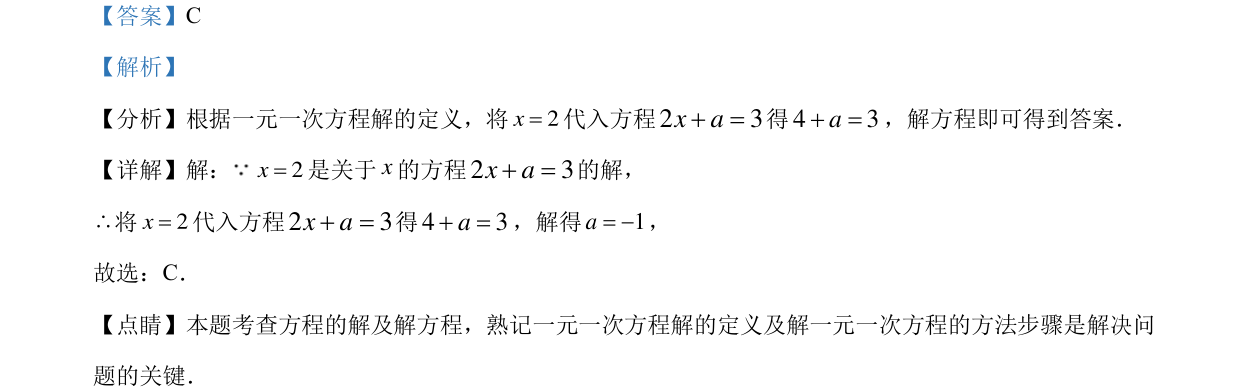 【答案】C
【解析】
【分析】根据一元一次方程解的定义，将 x = 2 代入方程 2x + a = 3 得 4 + a = 3，解方程即可得到答案．
【详解】解：∵ x = 2 是关于 x 的方程 2x + a = 3 的解，
∴将 x = 2 代入方程 2x + a = 3 得 4 + a = 3，解得 a = −1，
故选：C．
【点睛】本题考查方程的解及解方程，熟记一元一次方程解的定义及解一元一次方程的方法步骤是解决问
题的关键．